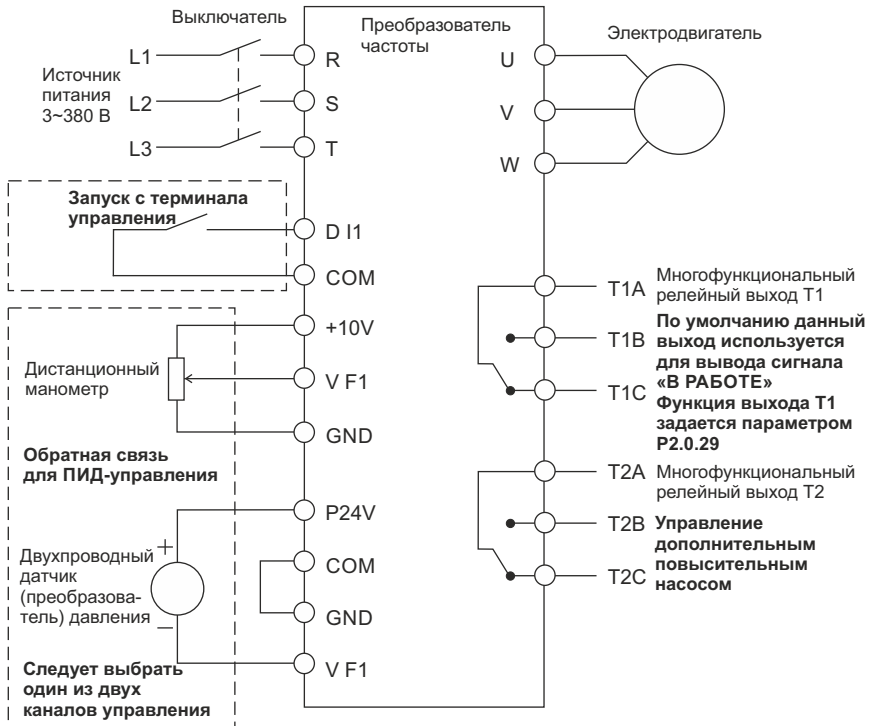 Выключатель
Преобразователь
частоты
Электродвигатель
Источник
питания
3~380 В
L1
L2
L3
R
S
T
U
V
W
Запуск с терминала
управления
D I1
COM
+10V
Дистанционный
манометр
V F1
GND
Обратная связь
для ПИД-управления
P24V
Двухпроводный
датчик
(преобразова-
тель) давления
+
−
COM
GND
V F1
Следует выбрать
один из двух
каналов управления
T1A
T1B
T1C
Многофункциональный
релейный выход T1
По умолчанию данный
выход используется
для вывода сигнала
«В РАБОТЕ»
Функция выхода T1
задается параметром
P2.0.29
T2A
T2B
T2C
Многофункциональный
релейный выход T2
Управление
дополнительным
повысительным
насосом